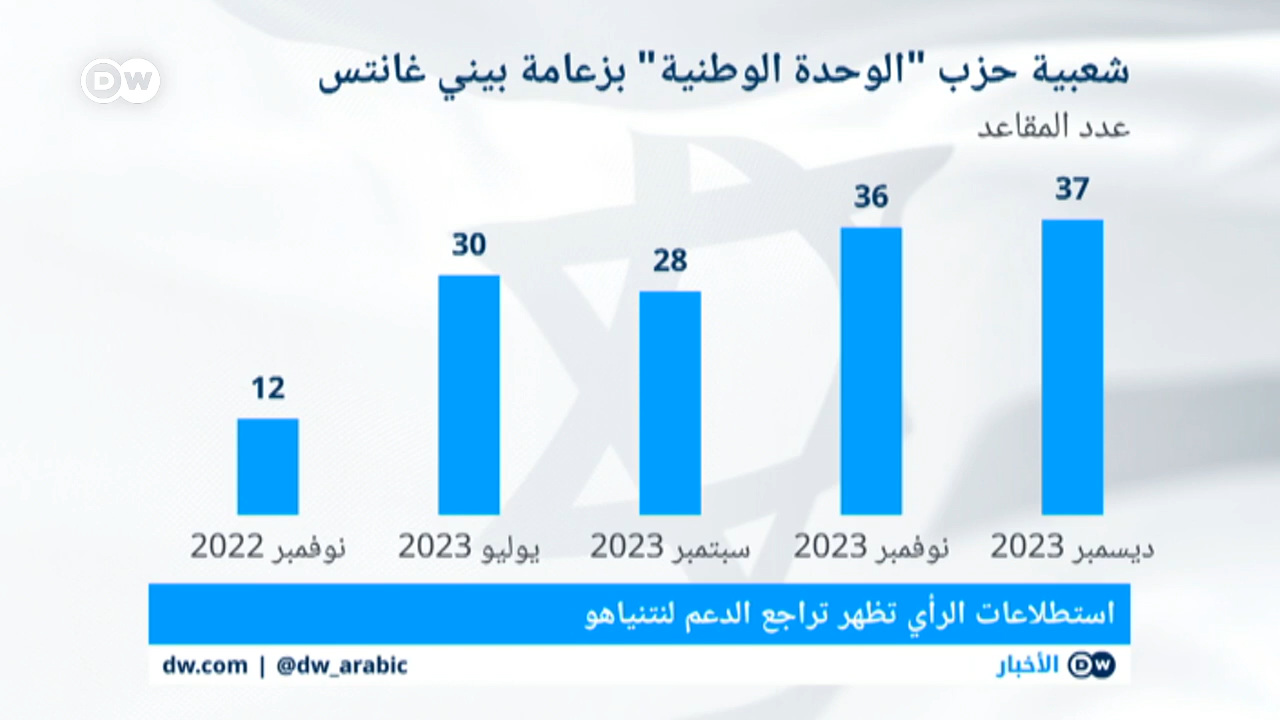 DW
شعبية حزب "الوحدة الوطنية" بزعامة بيني غانتس
عدد المقاعد
12 30 28 36 37
نوفمبر 2022 يوليو 2023 سبتمبر 2023 نوفمبر 2023 ديسمبر 2023
استطلاعات الرأي تظهر تراجع الدعم لنتنياهو
dw.com | @dw_arabic
DW الأخبار